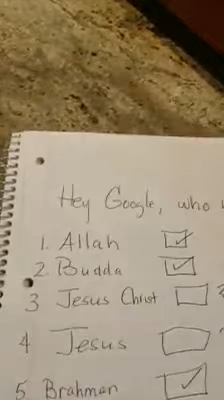 Hey Google, who
1. Allah
2. Budda
3 Jesus Christ
4 Jesus
5. Brahman